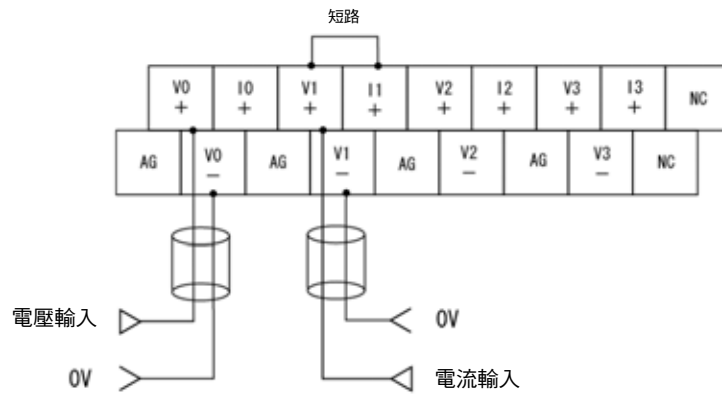 短路
V0 + I0 + V1 + I1 + V2 + I2 + V3 + I3 + NC
AG V0 − AG V1 − AG V2 − AG V3 − NC
電壓輸入 0V
0V 電流輸入